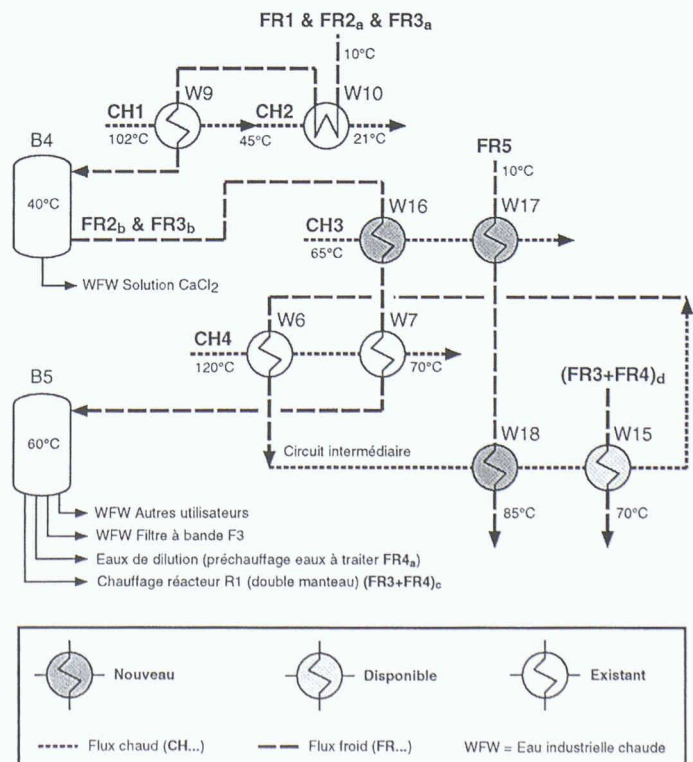 FR1 & FR2a & FR3a
10°C
W9
W10
CH1
CH2
102°C
45°C
21°C
B4
40°C
FR5
10°C
FR2b & FR3b
W16
W17
CH3
65°C
WFW Solution CaCl2
W6
W7
CH4
120°C
70°C
(FR3+FR4)d
B5
60°C
W18
W15
Circuit intermédiaire
85°C
70°C
WFW Autres utilisateurs
WFW Filtre à bande F3
Eaux de dilution (préchauffage eaux à traiter FR4a)
Chauffage réacteur R1 (double manteau) (FR3+FR4)c
Nouveau
Disponible
Existant
Flux chaud (CH...)
Flux froid (FR...)
WFW = Eau industrielle chaude